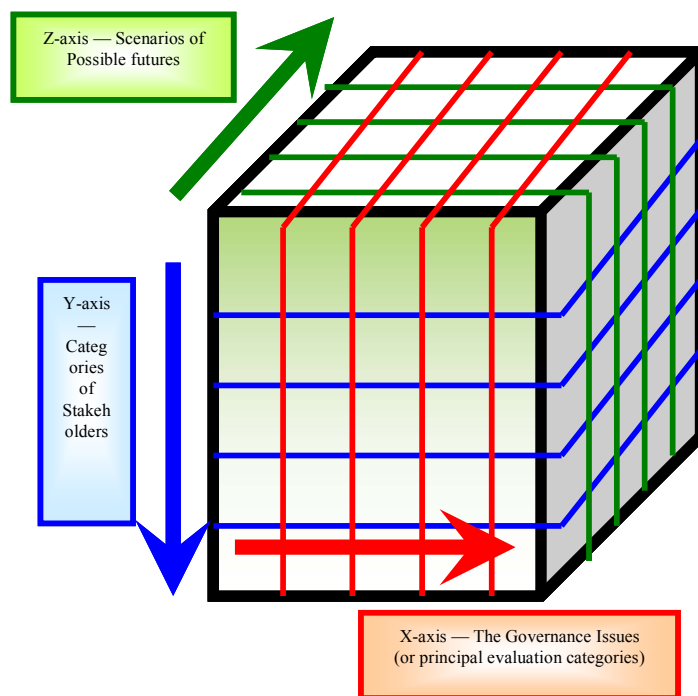 Z-axis — Scenarios of
Possible futures
Y-axis
—
Categ
ories
of
Stakeh
olders
X-axis — The Governance Issues
(or principal evaluation categories)